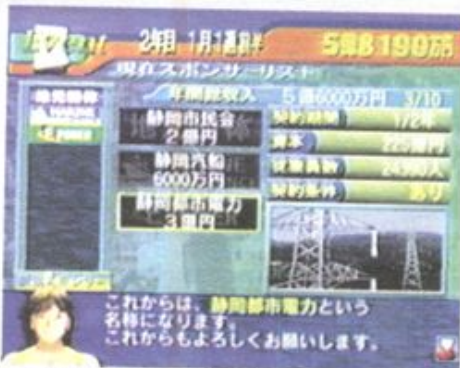 Event 2年目 1月1週前半 5億8190万
現在スポンサーリスト
年間総収入 5億6000万円 3/10
静岡市民会
2億円
静岡汽船
6000万円
静岡都市電力
3億円
契約期間 1/2年
資本 225億円
従業員数
契約条件 あり
これからは、静岡都市電力という
名称になります。
これからもよろしくお願いします。